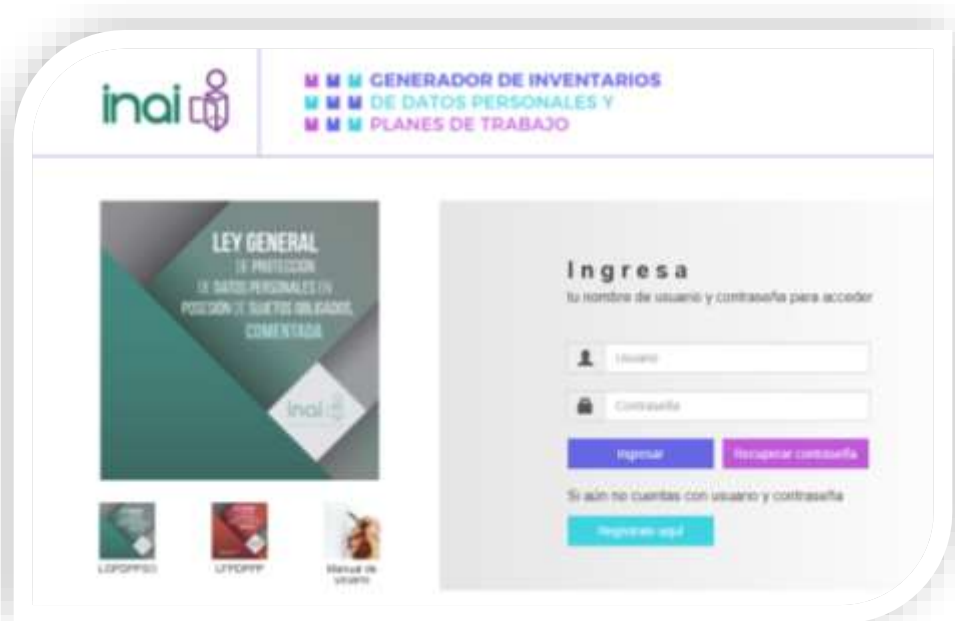 inai
GENERADOR DE INVENTARIOS
DE DATOS PERSONALES Y
PLANES DE TRABAJO
LEY GENERAL
DE PROTECCIÓN
DE DATOS PERSONALES EN
POSESIÓN DE SUJETOS OBLIGADOS,
COMENTADA
inai
Ingresa
tu nombre de usuario y contraseña para acceder
Usuario
Contraseña
Ingresar
Recuperar contraseña
Si aún no cuentas con usuario y contraseña
Regístrate aquí
LGPDPPSO
LFPDPPP
Manual de
usuario